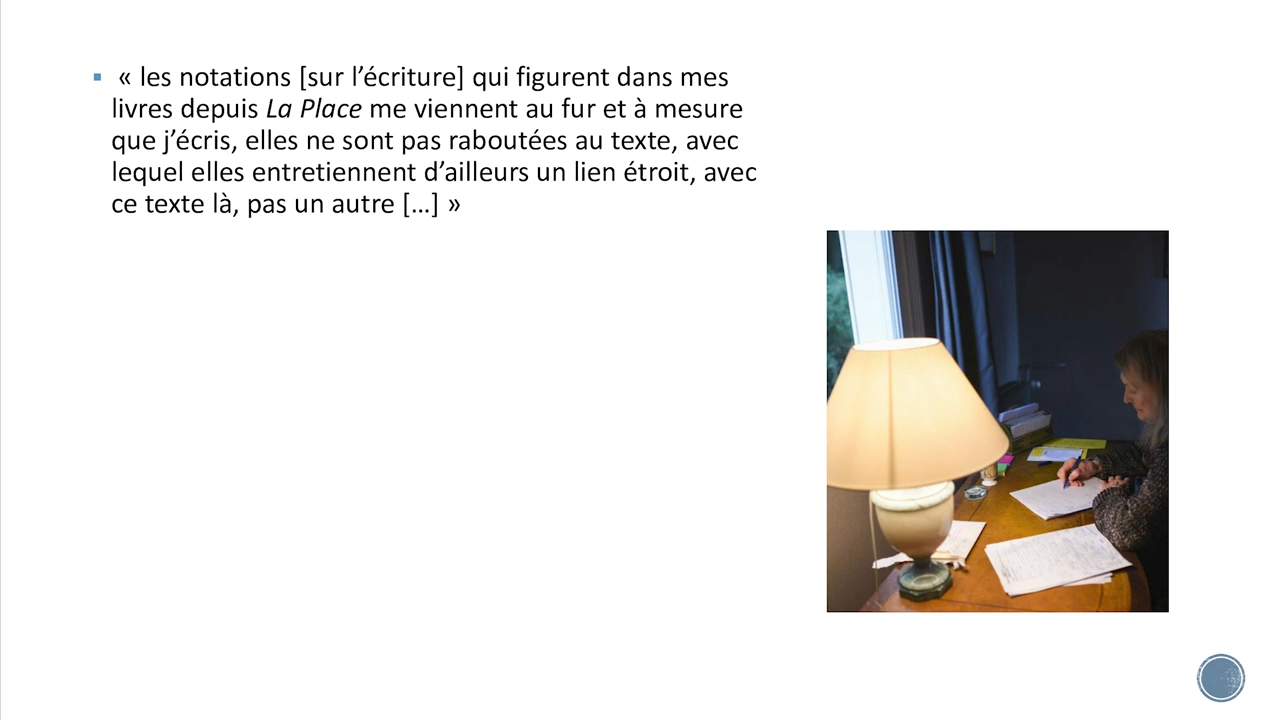 « les notations [sur l’écriture] qui figurent dans mes
livres depuis La Place me viennent au fur et à mesure
que j’écris, elles ne sont pas raboutées au texte, avec
lequel elles entretiennent d’ailleurs un lien étroit, avec
ce texte là, pas un autre […] »